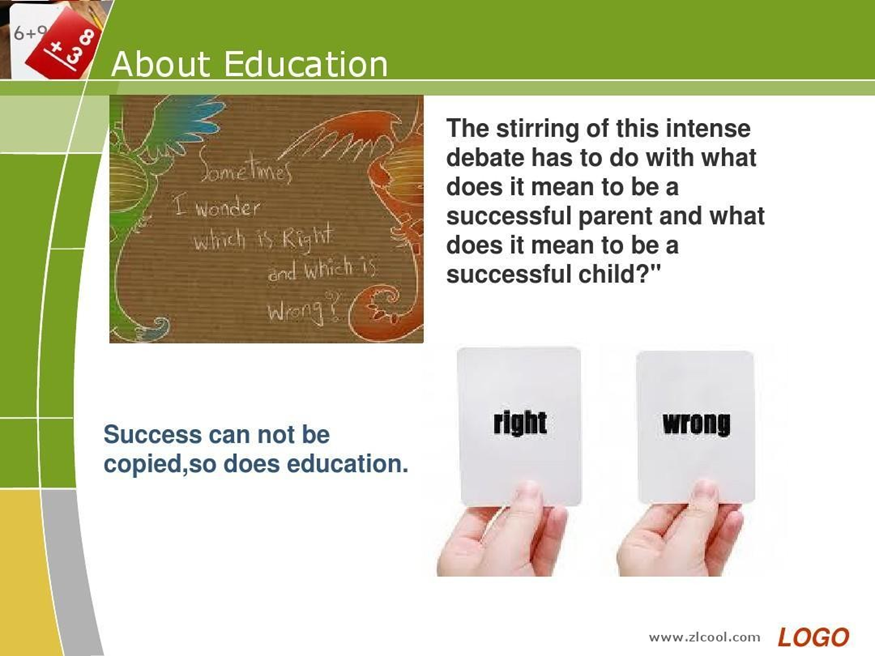 6+9
8
+3
About Education
Sometimes
I wonder
which is Right
and which is
Wrong?
The stirring of this intense
debate has to do with what
does it mean to be a
successful parent and what
does it mean to be a
successful child?"
right
wrong
Success can not be
copied,so does education.
www.zlcool.com
LOGO